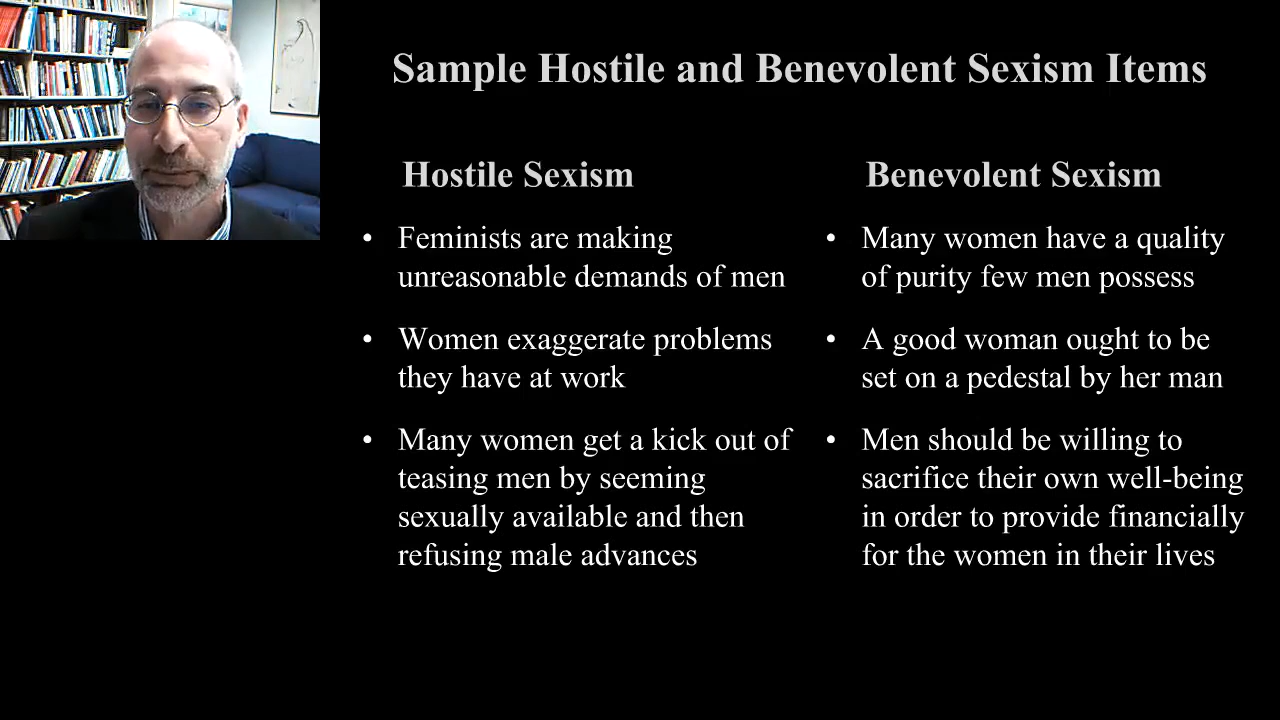 Sample Hostile and Benevolent Sexism Items
Hostile Sexism
• Feminists are making
unreasonable demands of men
• Women exaggerate problems
they have at work
• Many women get a kick out of
teasing men by seeming
sexually available and then
refusing male advances
Benevolent Sexism
• Many women have a quality
of purity few men possess
• A good woman ought to be
set on a pedestal by her man
• Men should be willing to
sacrifice their own well-being
in order to provide financially
for the women in their lives